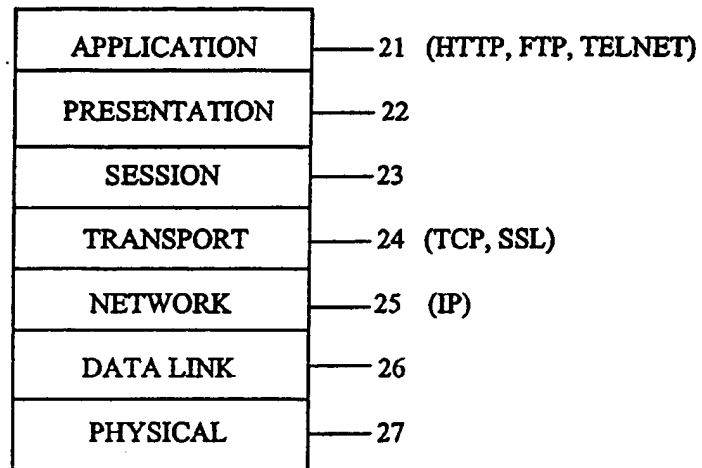 APPLICATION 21 (HTTP, FTP, TELNET)
PRESENTATION 22
SESSION 23
TRANSPORT 24 (TCP, SSL)
NETWORK 25 (IP)
DATA LINK 26
PHYSICAL 27